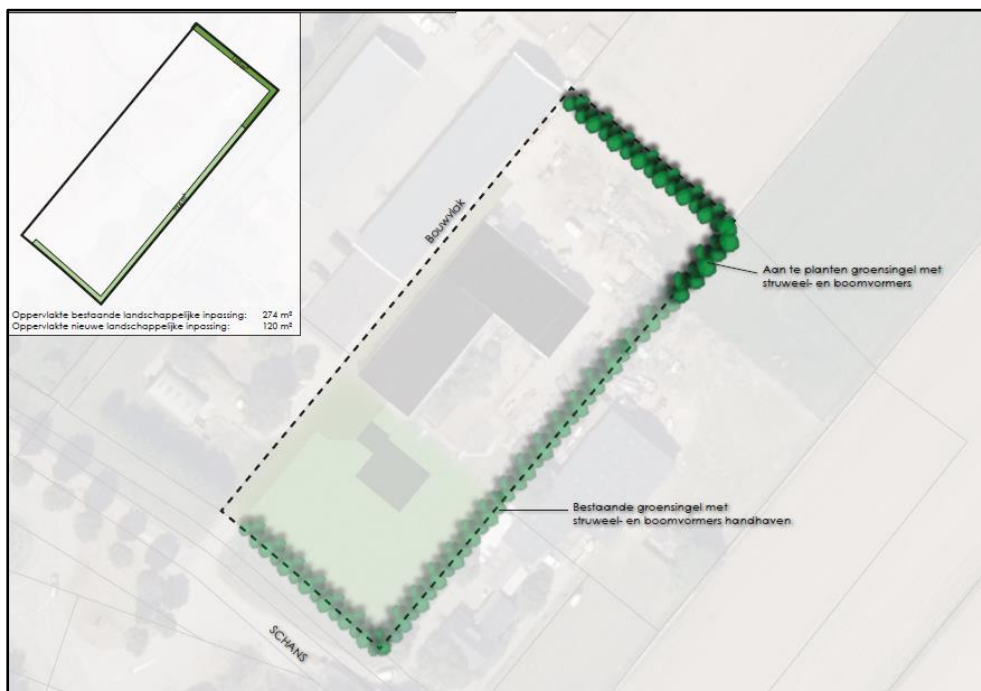 Oppervlakte bestaande landschappelijke inpassing: 274 m²
Oppervlakte nieuwe landschappelijke inpassing: 120 m²
Bouwvlak
Aan te planten groensingel met
struweel- en boomvormers
Bestaande groensingel met
struweel- en boomvormers handhaven
SCHANS